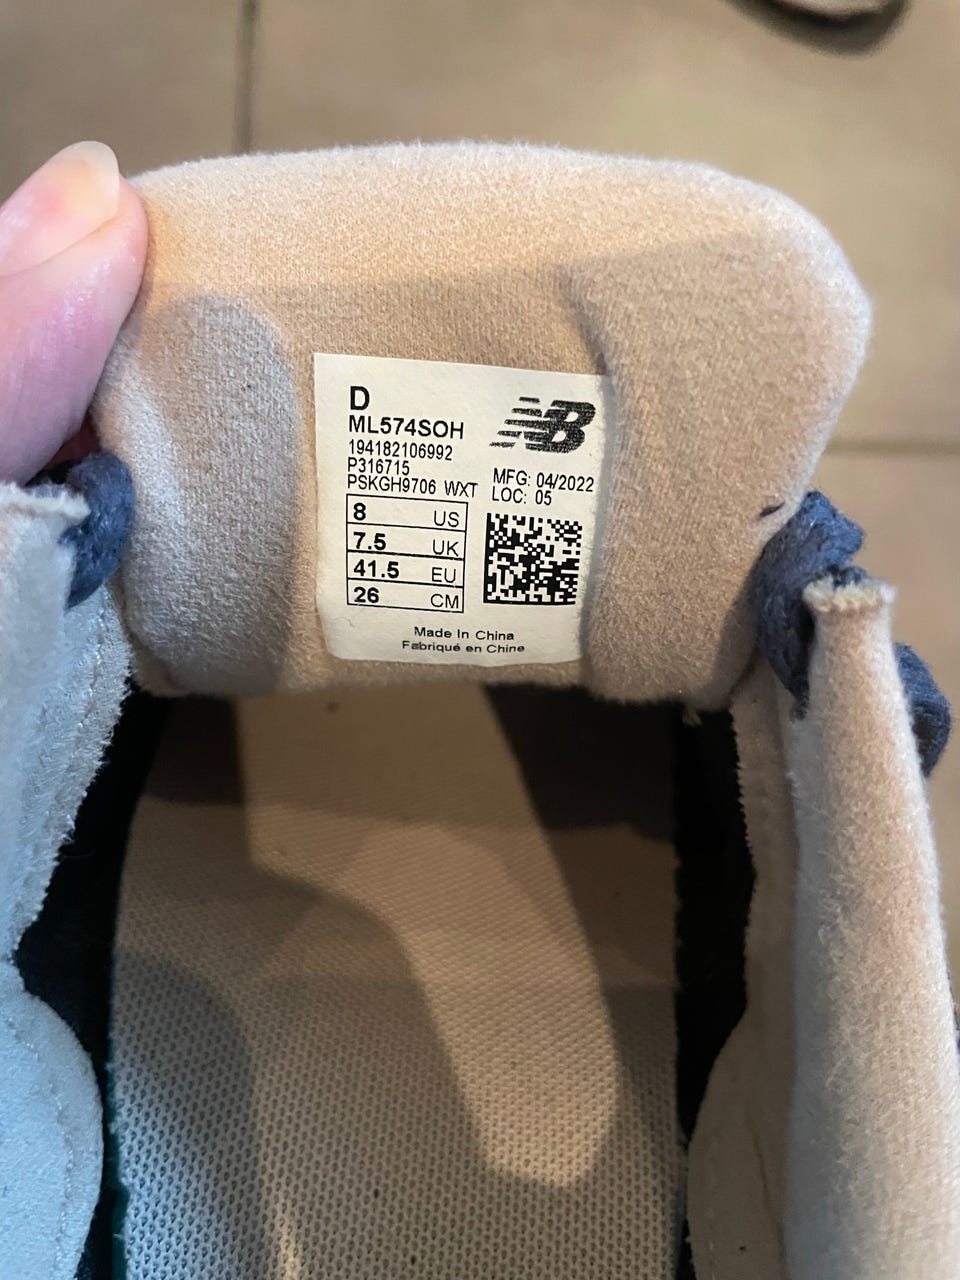 D
ML574SOH
194182106992
P316715
PSKGH9706 WXT
NB
MFG: 04/2022
LOC: 05
8 US
7.5 UK
41.5 EU
26 CM
Made In China
Fabriqué en Chine